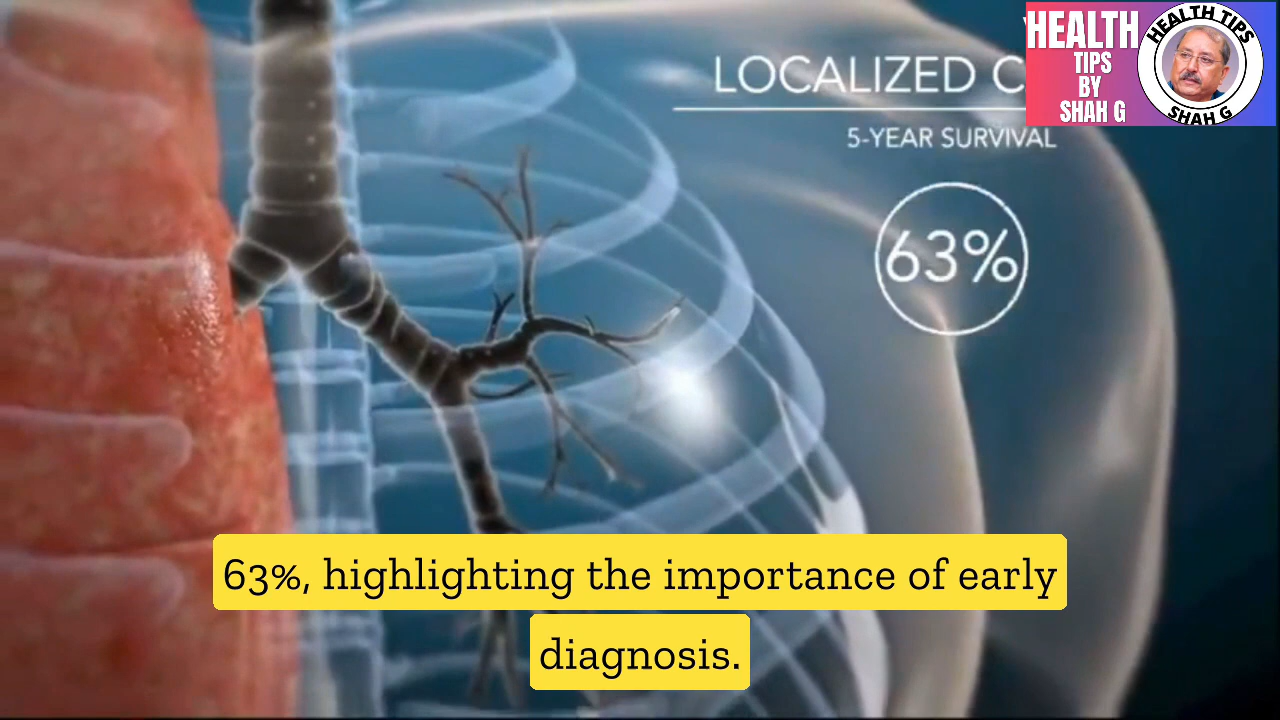 LOCALIZED C
5-YEAR SURVIVAL
63%
HEALTH
TIPS
BY
SHAH G
HEALTH TIPS
SHAH G
63%, highlighting the importance of early
diagnosis.